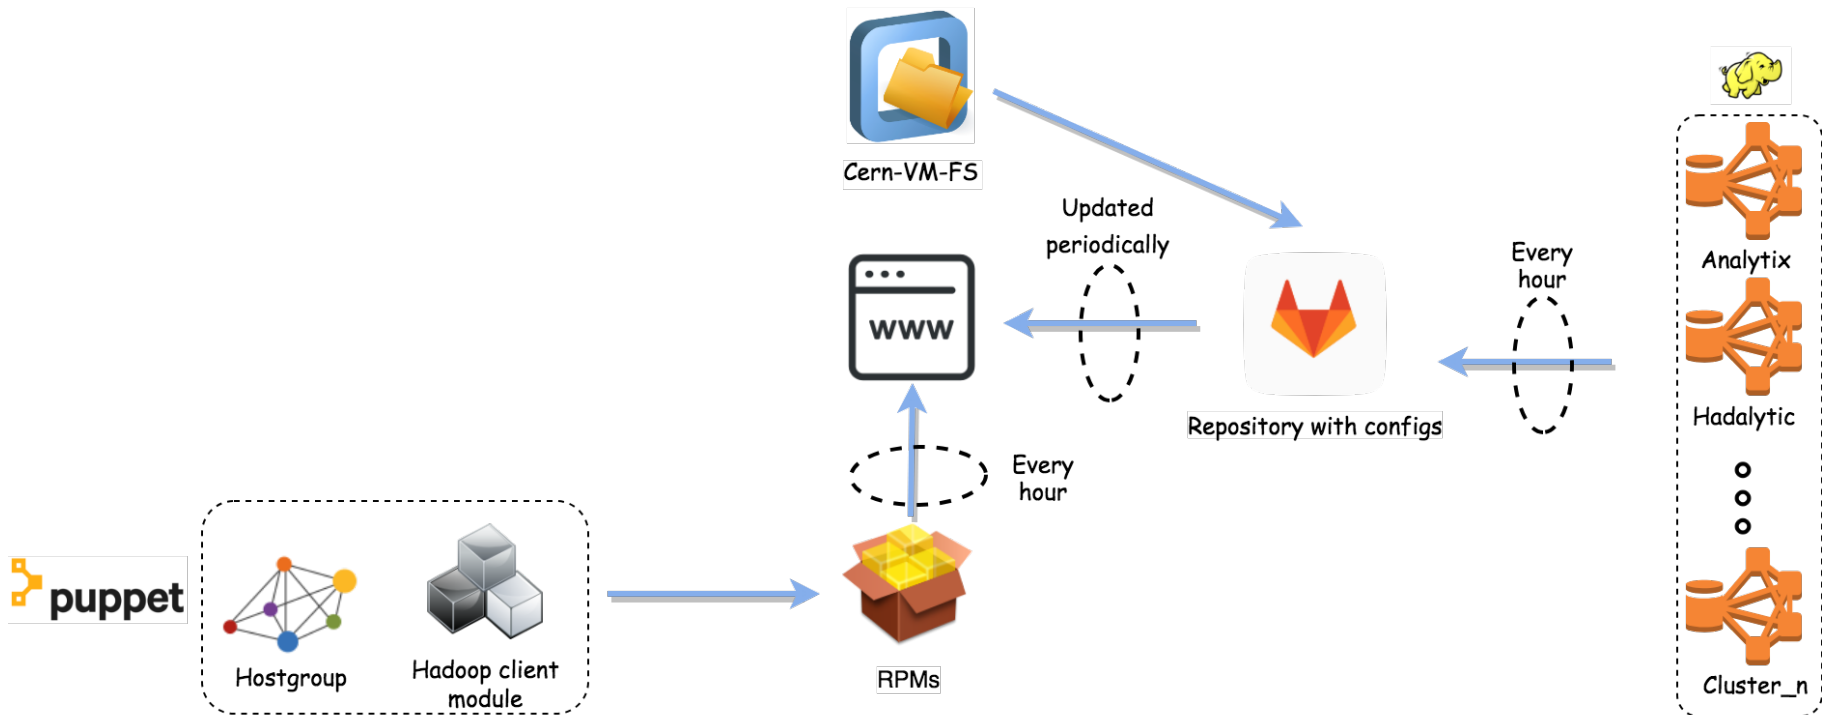 Cern-VM-FS
Updated
periodically
www
Every
hour
Analytix
Repository with configs
Hadalytic
Every
hour
puppet
Hostgroup
Hadoop client
module
RPMs
Cluster_n